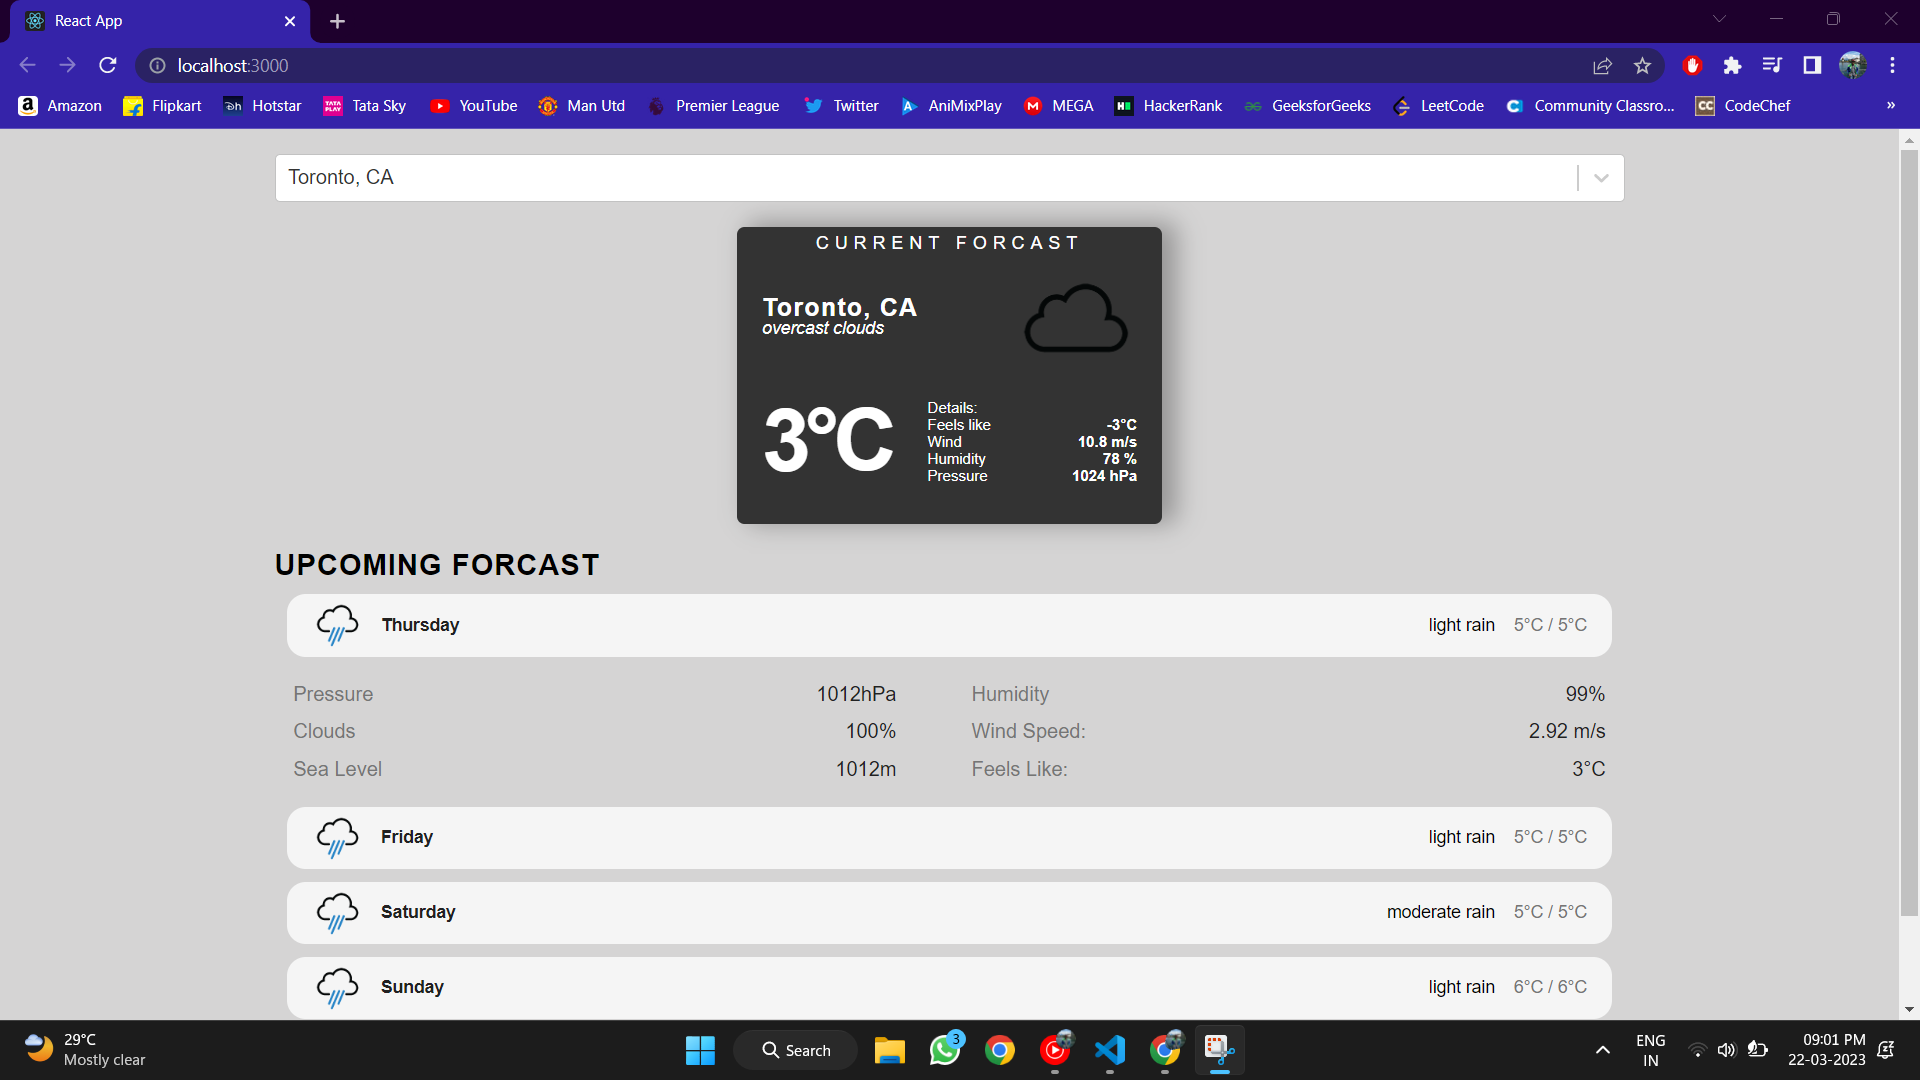 React App
localhost:3000
Amazon Flipkart Hotstar Tata Sky YouTube Man Utd Premier League Twitter AniMixPlay MEGA HackerRank GeeksforGeeks LeetCode Community Classro... CodeChef »
Toronto, CA
CURRENT FORCAST
Toronto, CA
overcast clouds
3°C
Details:
Feels like -3°C
Wind 10.8 m/s
Humidity 78 %
Pressure 1024 hPa
UPCOMING FORCAST
Thursday light rain 5°C / 5°C
Pressure 1012hPa Humidity 99%
Clouds 100% Wind Speed: 2.92 m/s
Sea Level 1012m Feels Like: 3°C
Friday light rain 5°C / 5°C
Saturday moderate rain 5°C / 5°C
Sunday light rain 6°C / 6°C
29°C
Mostly clear
Search
3
ENG
IN
09:01 PM
22-03-2023